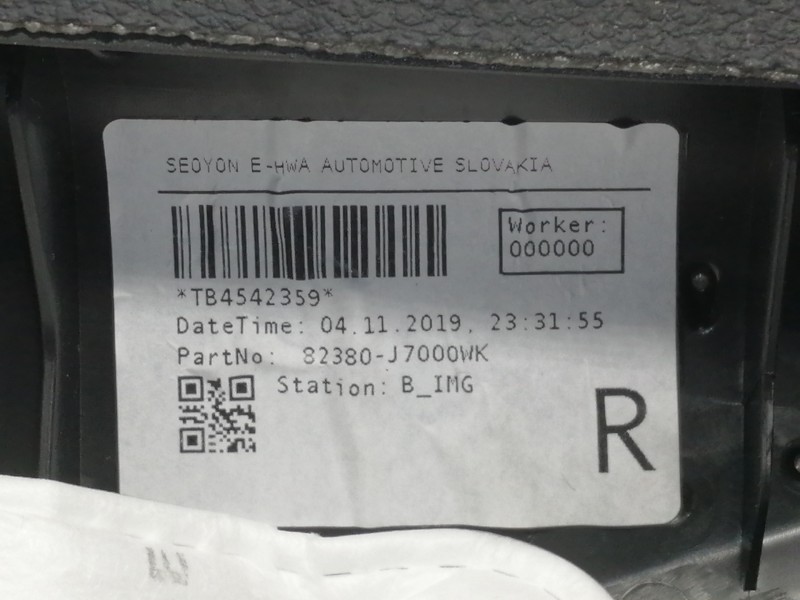 SEOYON E-HWA AUTOMOTIVE SLOVAKIA
Worker:
000000
*TB4542359*
DateTime: 04.11.2019, 23:31:55
PartNo: 82380-J7000WK
Station: B_IMG
R